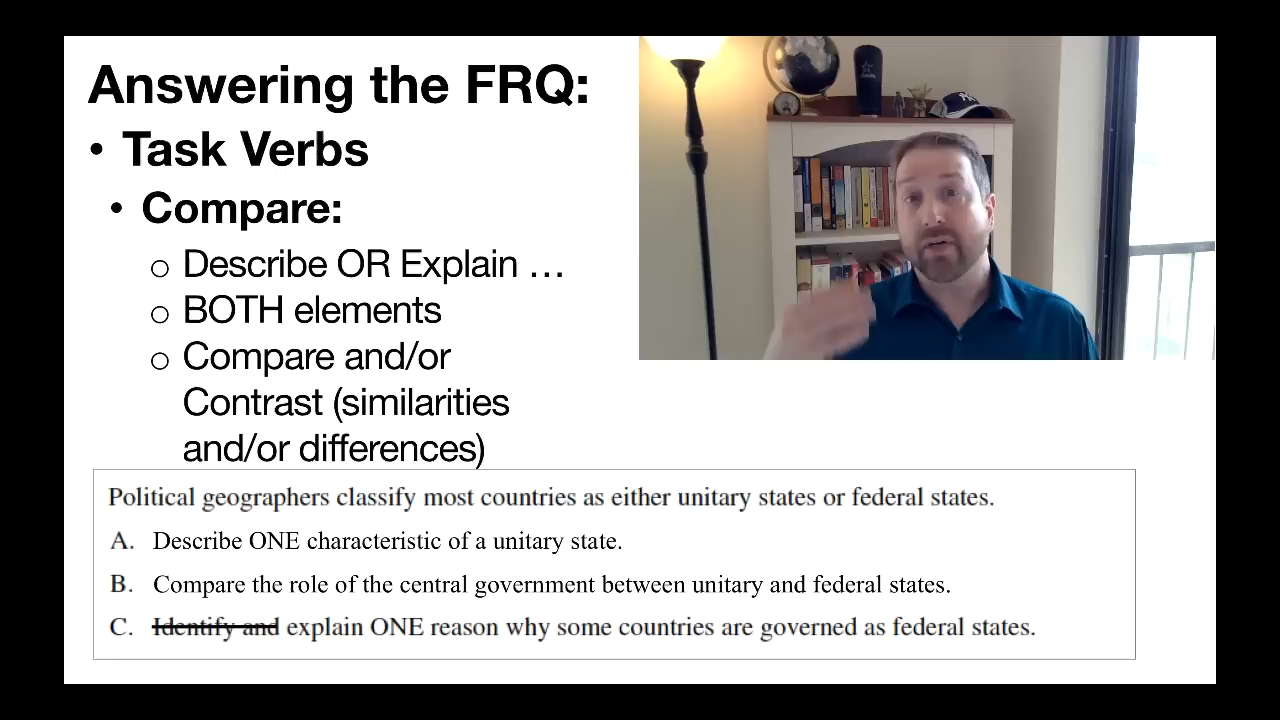 Answering the FRQ:
• Task Verbs
• Compare:
○ Describe OR Explain …
○ BOTH elements
○ Compare and/or
Contrast (similarities
and/or differences)
Political geographers classify most countries as either unitary states or federal states.
A. Describe ONE characteristic of a unitary state.
B. Compare the role of the central government between unitary and federal states.
C. Identify and explain ONE reason why some countries are governed as federal states.